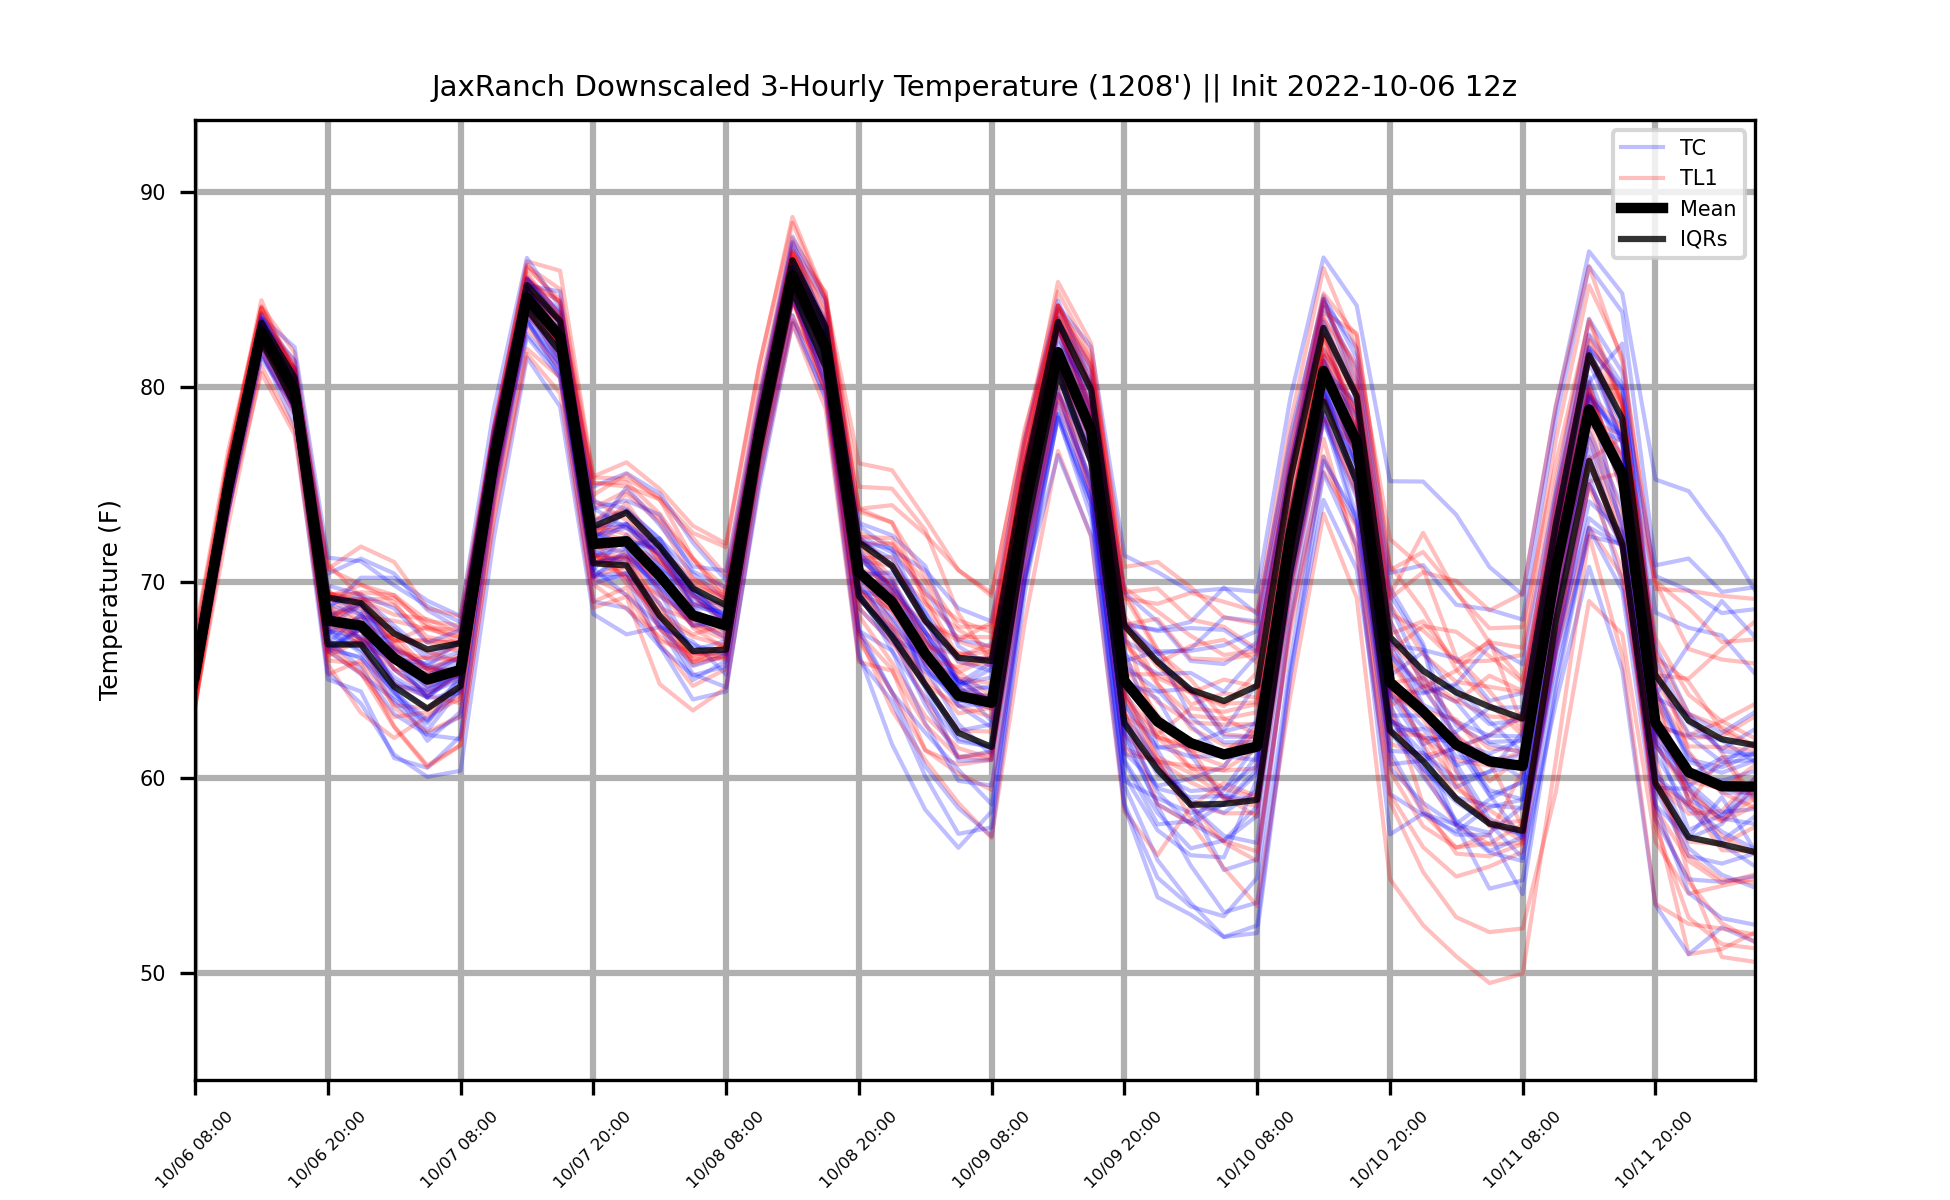 JaxRanch Downscaled 3-Hourly Temperature (1208') || Init 2022-10-06 12z
TC
TL1
Mean
IQRs
Temperature (F)
90
80
70
60
50
10/06 08:00
10/06 20:00
10/07 08:00
10/07 20:00
10/08 08:00
10/08 20:00
10/09 08:00
10/09 20:00
10/10 08:00
10/10 20:00
10/11 08:00
10/11 20:00